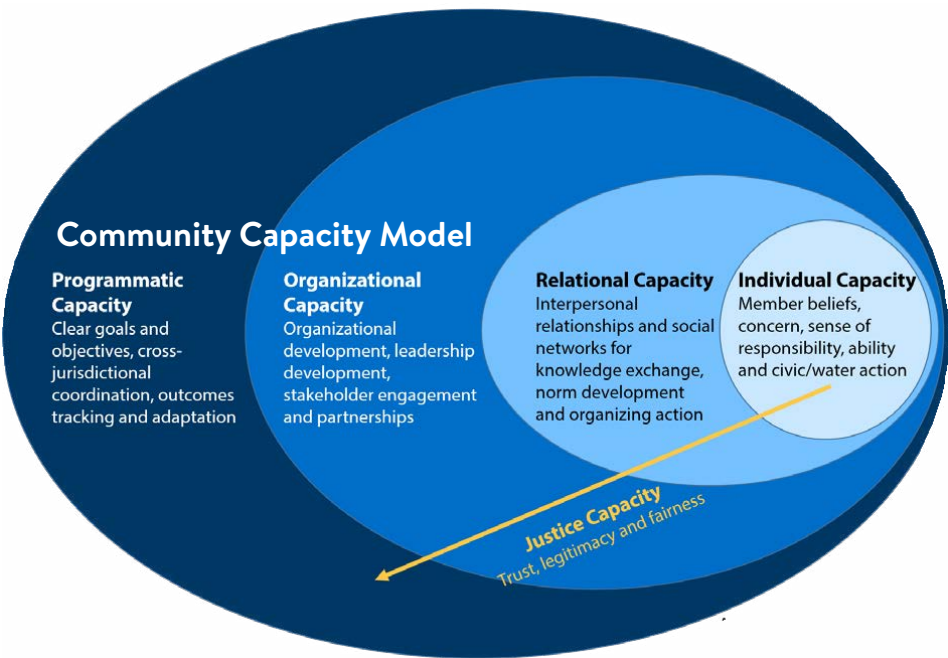 Community Capacity Model
Programmatic
Capacity
Clear goals and
objectives, cross-
jurisdictional
coordination, outcomes
tracking and adaptation
Organizational
Capacity
Organizational
development, leadership
development,
stakeholder engagement
and partnerships
Relational Capacity
Interpersonal
relationships and social
networks for
knowledge exchange,
norm development
and organizing action
Individual Capacity
Member beliefs,
concern, sense of
responsibility, ability
and civic/water action
Justice Capacity
Trust, legitimacy and fairness